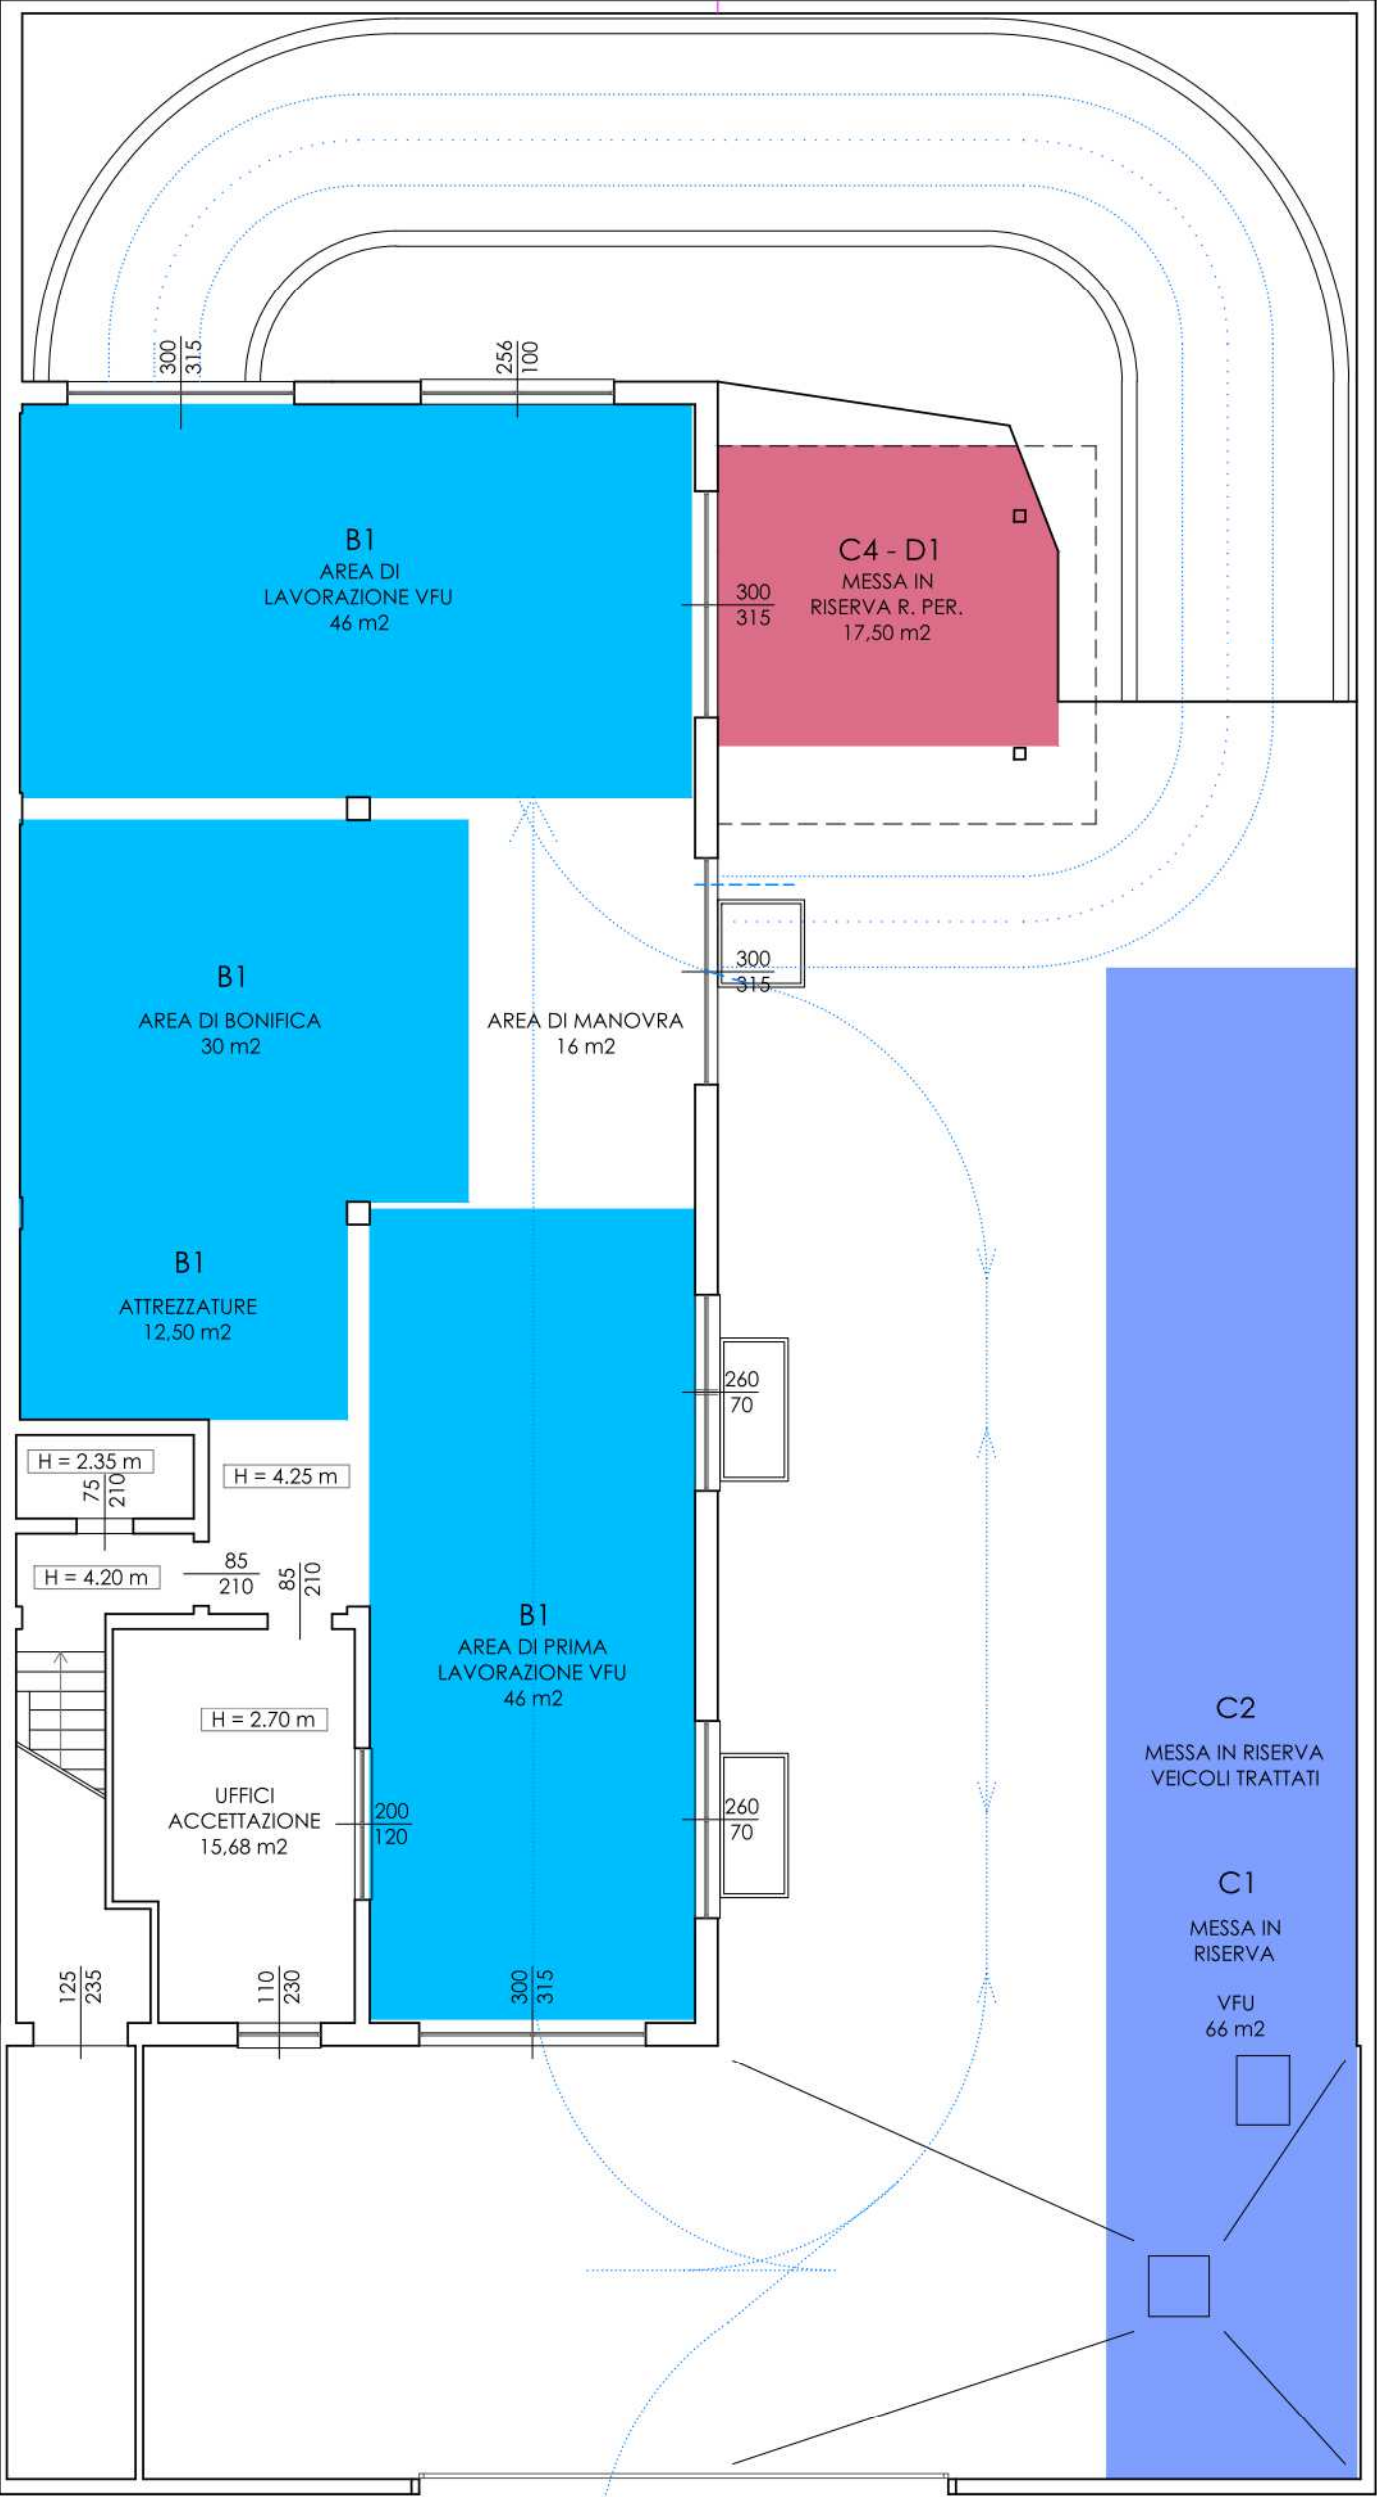 300
315
256
100
B1
AREA DI
LAVORAZIONE VFU
46 m2
C4 - D1
MESSA IN
RISERVA R. PER.
17,50 m2
300
315
B1
AREA DI BONIFICA
30 m2
AREA DI MANOVRA
16 m2
300
315
B1
ATTREZZATURE
12,50 m2
260
70
H = 2.35 m
75
210
H = 4.25 m
H = 4.20 m
85
210
85
210
B1
AREA DI PRIMA
LAVORAZIONE VFU
46 m2
H = 2.70 m
UFFICI
ACCETTAZIONE
15,68 m2
200
120
260
70
C2
MESSA IN RISERVA
VEICOLI TRATTATI
C1
MESSA IN
RISERVA
VFU
66 m2
125
235
110
230
300
315